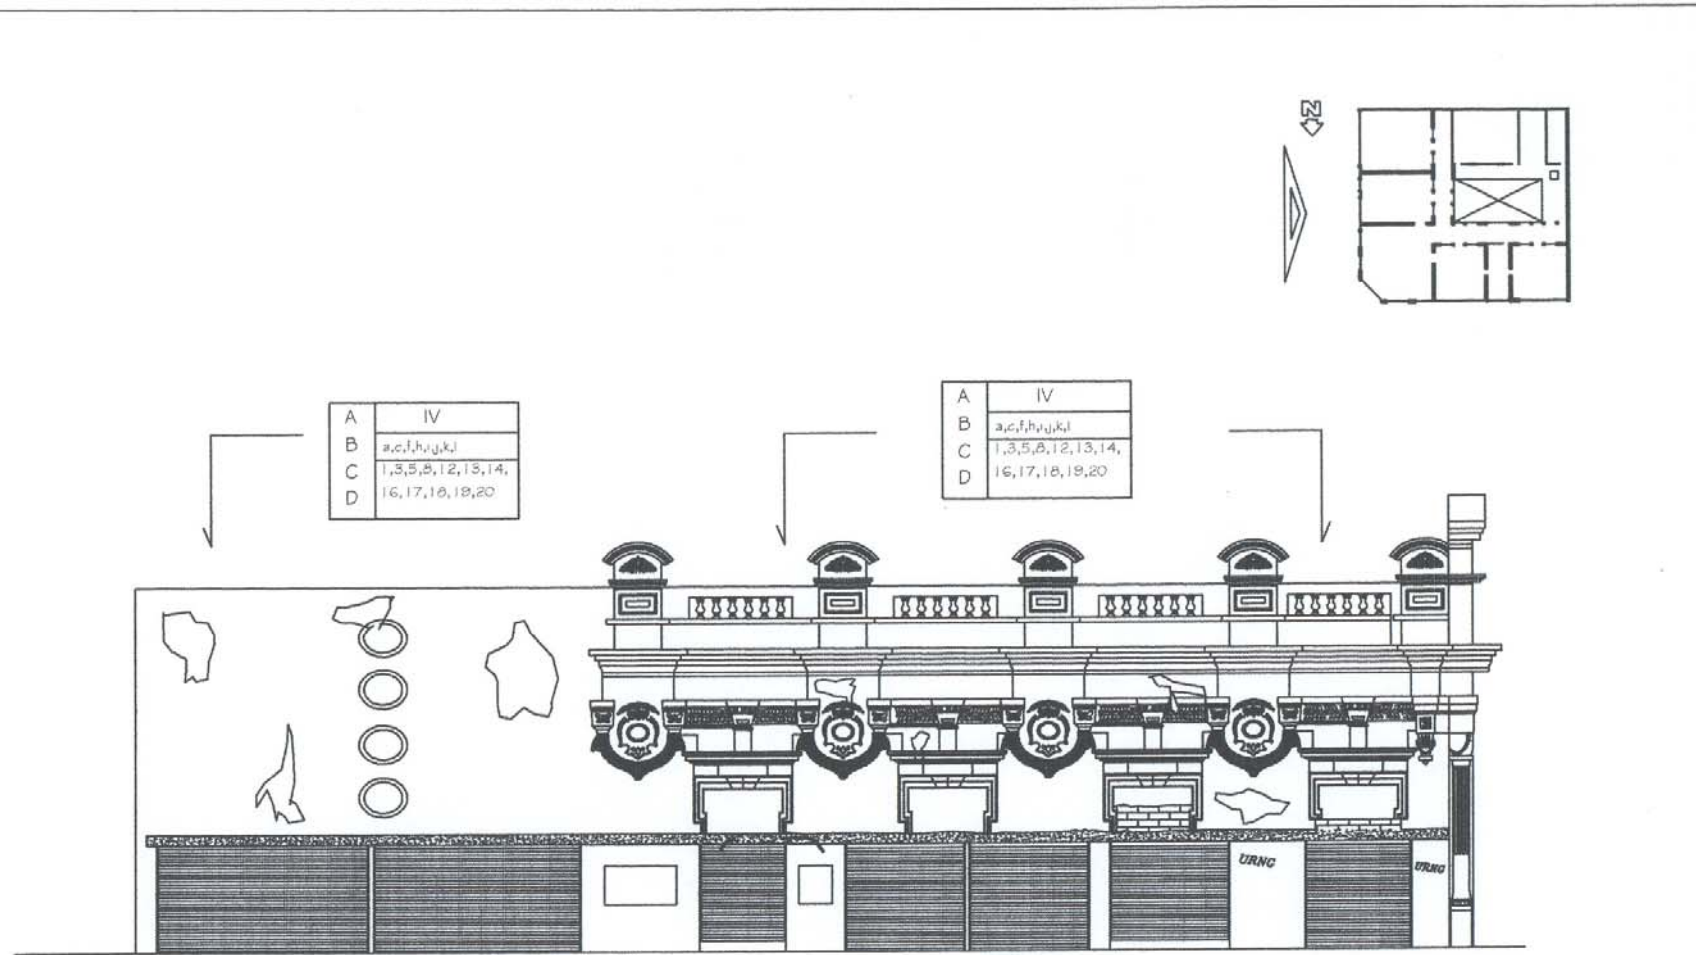 N
A IV
B a,c,f,h,i,j,k,l
C 1,3,5,8,12,13,14,
D 16,17,18,19,20
A IV
B a,c,f,h,i,j,k,l
C 1,3,5,8,12,13,14,
D 16,17,18,19,20
URNG
URNG